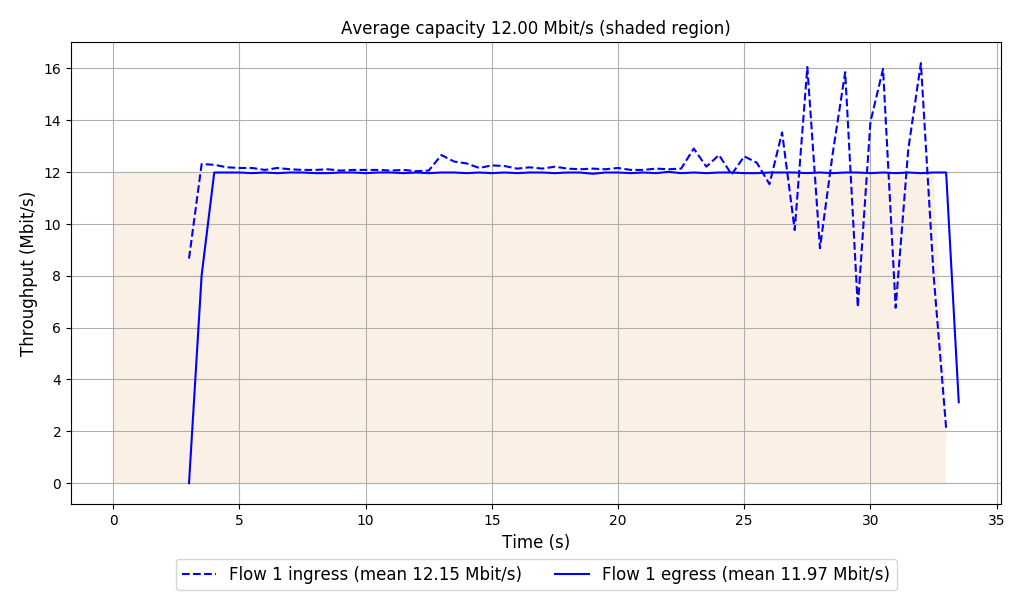 Average capacity 12.00 Mbit/s (shaded region)
Throughput (Mbit/s)
16
14
12
10
8
6
4
2
0
0 5 10 15 20 25 30 35
Time (s)
Flow 1 ingress (mean 12.15 Mbit/s) Flow 1 egress (mean 11.97 Mbit/s)